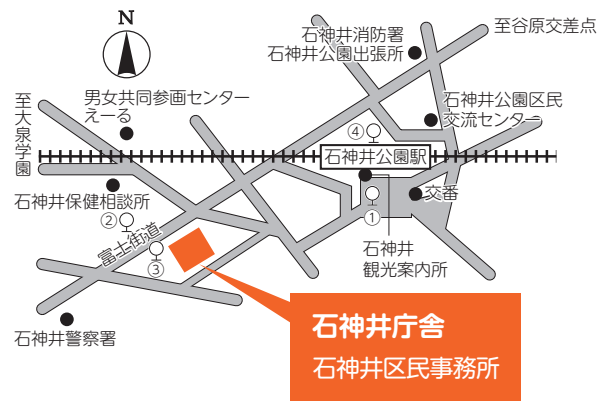 N
至谷原交差点
石神井消防署
石神井公園出張所
男女共同参画センター
えーる
石神井公園区民
交流センター
至大泉学園
④
石神井公園駅
石神井保健相談所
交番
①
②
富士街道
③
石神井
観光案内所
石神井警察署
石神井庁舎
石神井区民事務所